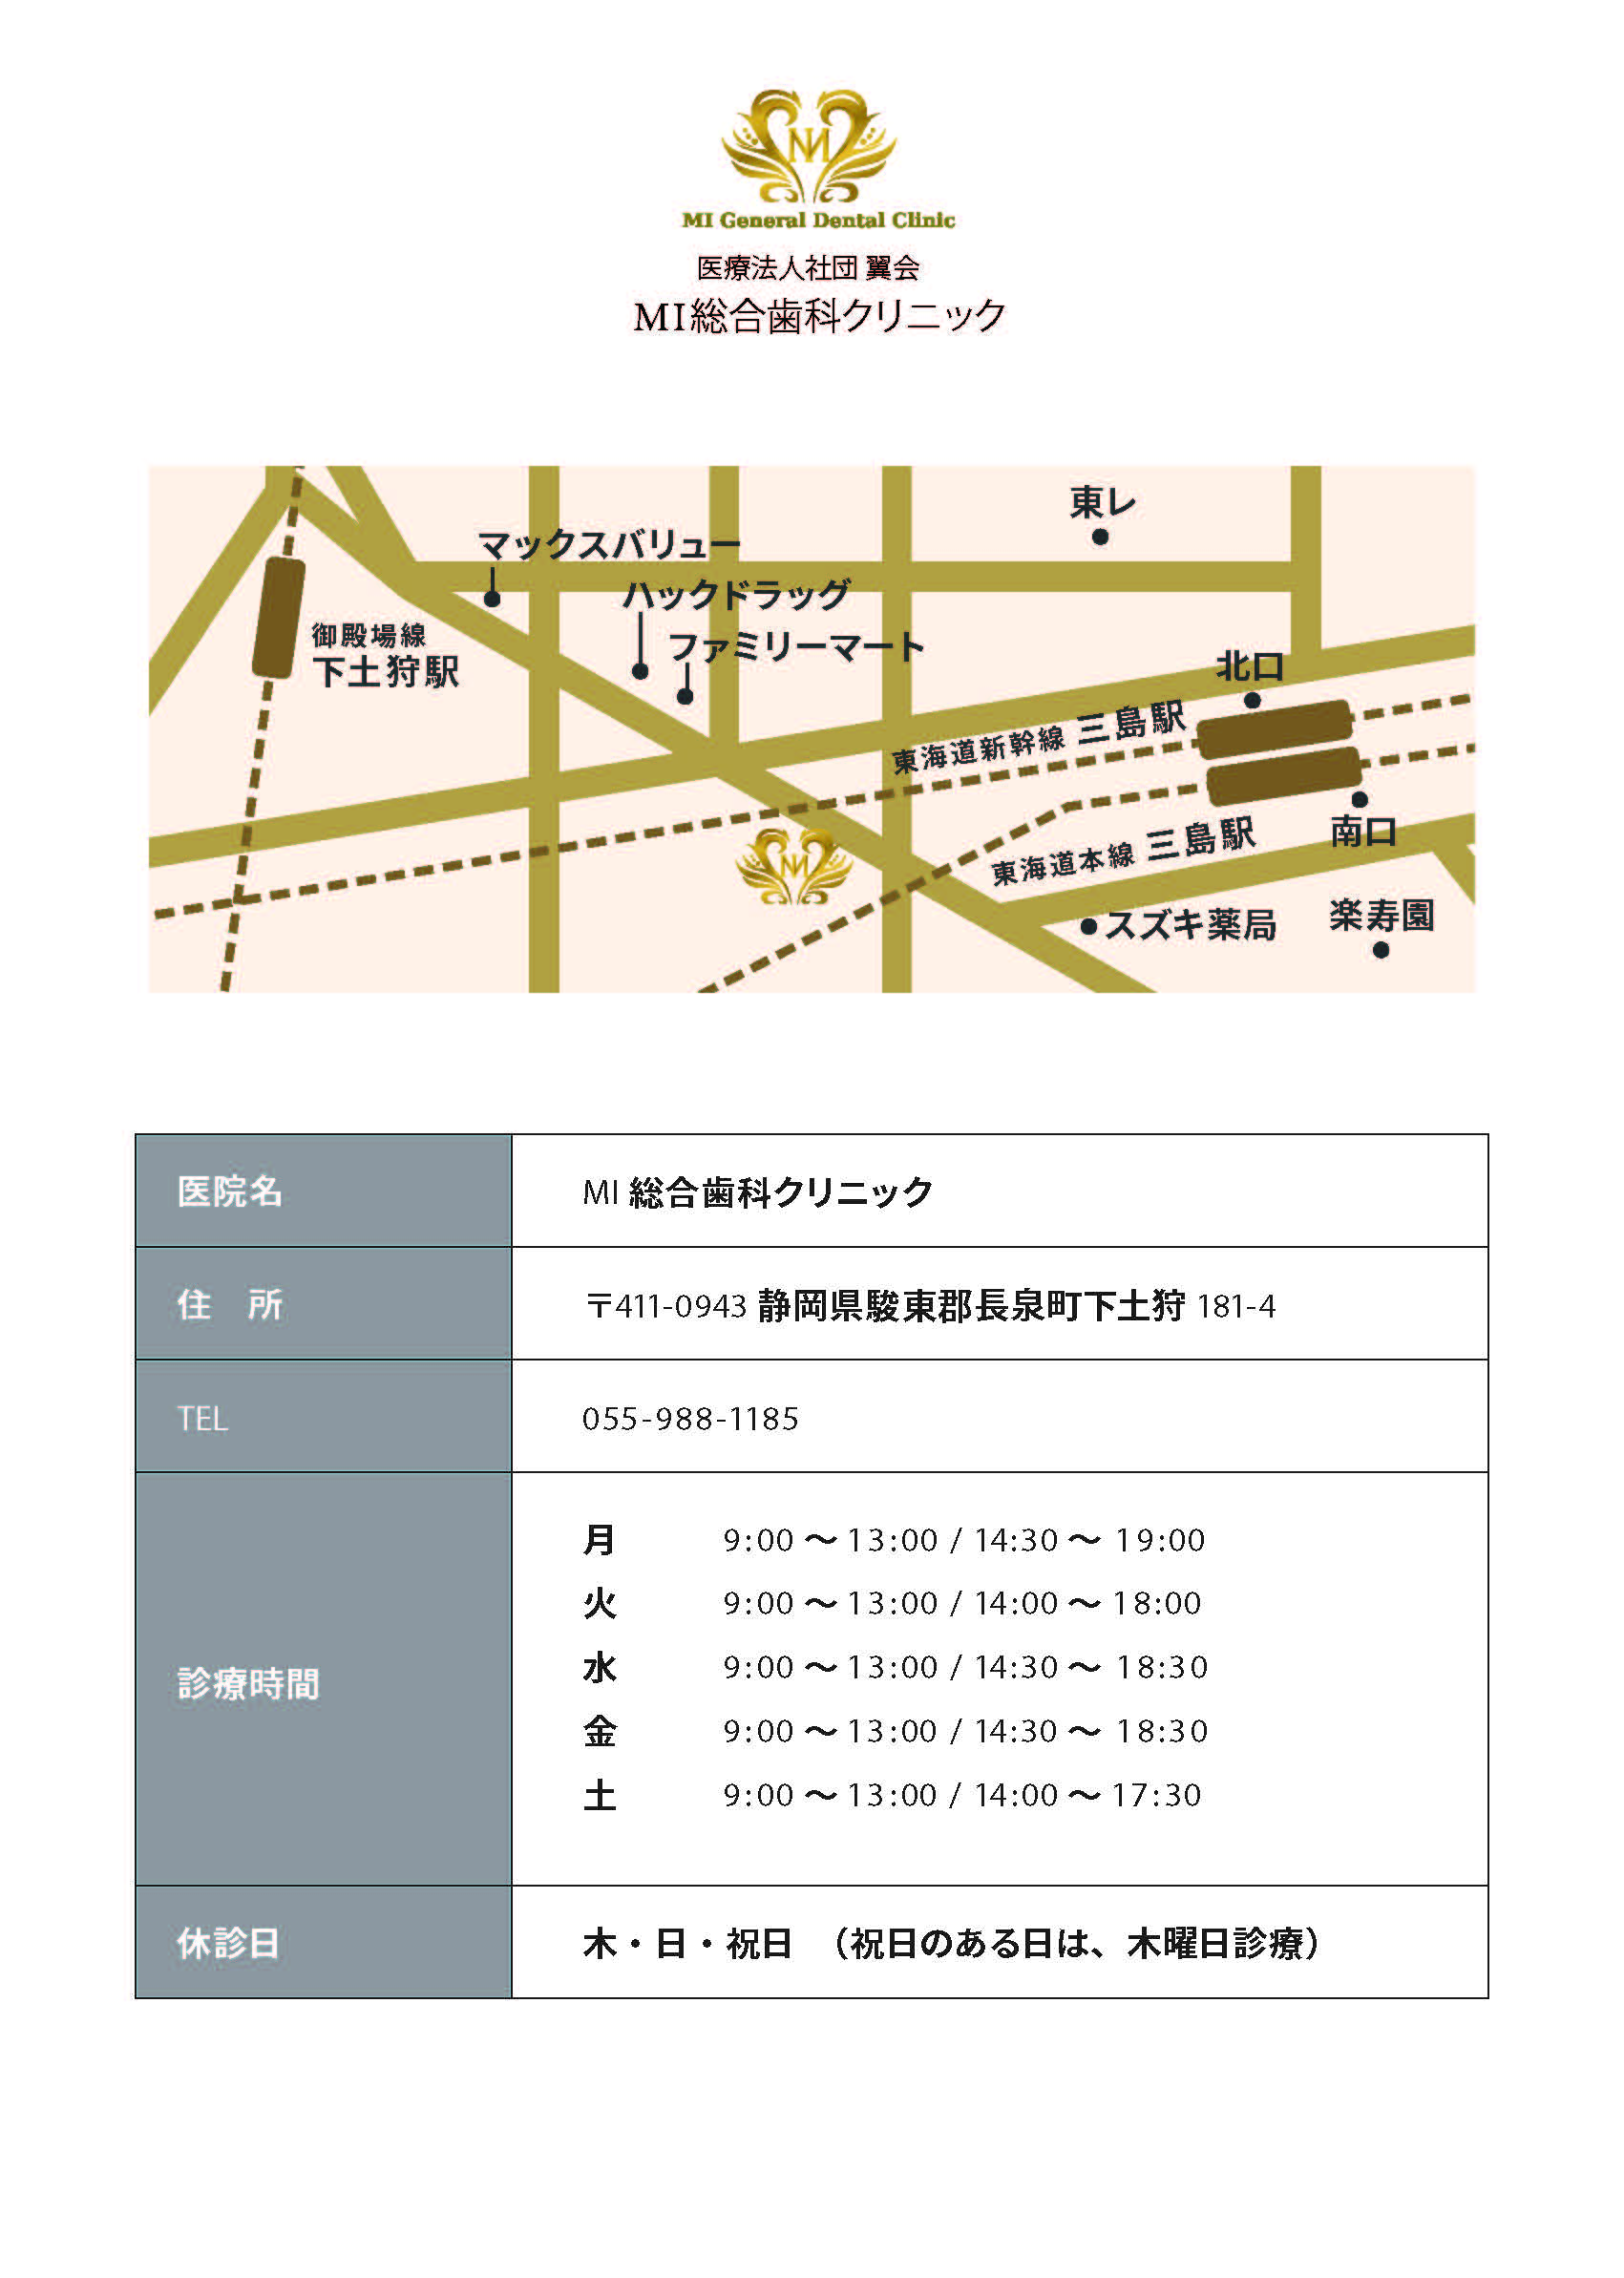 MI General Dental Clinic
医療法人社団 翼会
MI総合歯科クリニック
東レ
マックスバリュー
ハックドラッグ
ファミリーマート
御殿場線
下土狩駅
北口
東海道新幹線 三島駅
東海道本線 三島駅
南口
スズキ薬局
楽寿園
医院名 MI 総合歯科クリニック
住　所 〒411-0943 静岡県駿東郡長泉町下土狩 181-4
TEL 055-988-1185
診療時間
月 9:00 〜 13:00 / 14:30 〜 19:00
火 9:00 〜 13:00 / 14:00 〜 18:00
水 9:00 〜 13:00 / 14:30 〜 18:30
金 9:00 〜 13:00 / 14:30 〜 18:30
土 9:00 〜 13:00 / 14:00 〜 17:30
休診日 木・日・祝日　（祝日のある日は、木曜日診療）